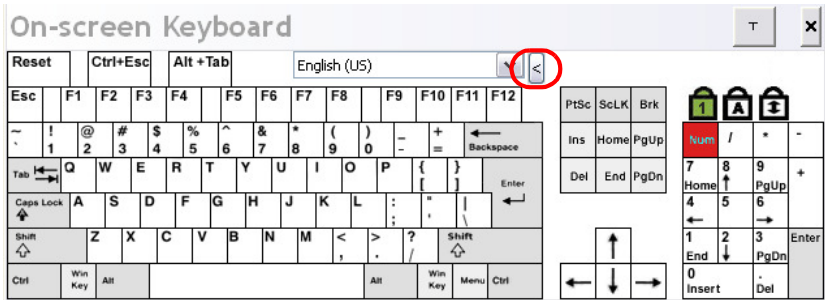 On-screen Keyboard T ×
Reset Ctrl+Esc Alt +Tab English (US) <
Esc F1 F2 F3 F4 F5 F6 F7 F8 F9 F10 F11 F12 PtSc ScLK Brk 1 A
~ ! @ # $ % ^ & * ( ) _ + Num / * -
` 1 2 3 4 5 6 7 8 9 0 - = Backspace Ins Home PgUp
Tab Q W E R T Y U I O P { } 7 8 9 +
[ ] Enter Del End PgDn Home PgUp
Caps Lock A S D F G H J K L : " | 4 5 6
; ' \
Shift Z X C V B N M < > ? Shift 1 2 3 Enter
, . / End PgDn
Ctrl Win Key Alt Alt Win Key Menu Ctrl 0 .
Insert Del